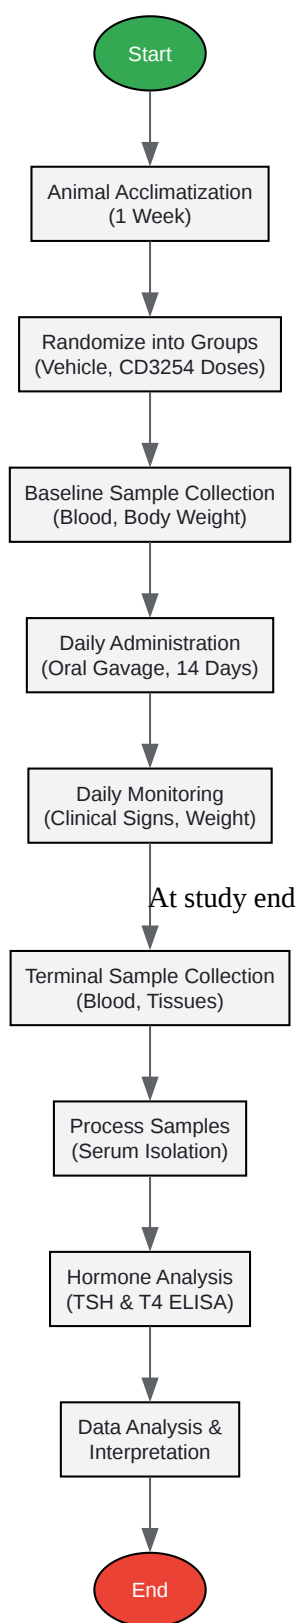 Start
Animal Acclimatization
(1 Week)
Randomize into Groups
(Vehicle, CD3254 Doses)
Baseline Sample Collection
(Blood, Body Weight)
Daily Administration
(Oral Gavage, 14 Days)
Daily Monitoring
(Clinical Signs, Weight)
At study end
Terminal Sample Collection
(Blood, Tissues)
Process Samples
(Serum Isolation)
Hormone Analysis
(TSH & T4 ELISA)
Data Analysis &
Interpretation
End